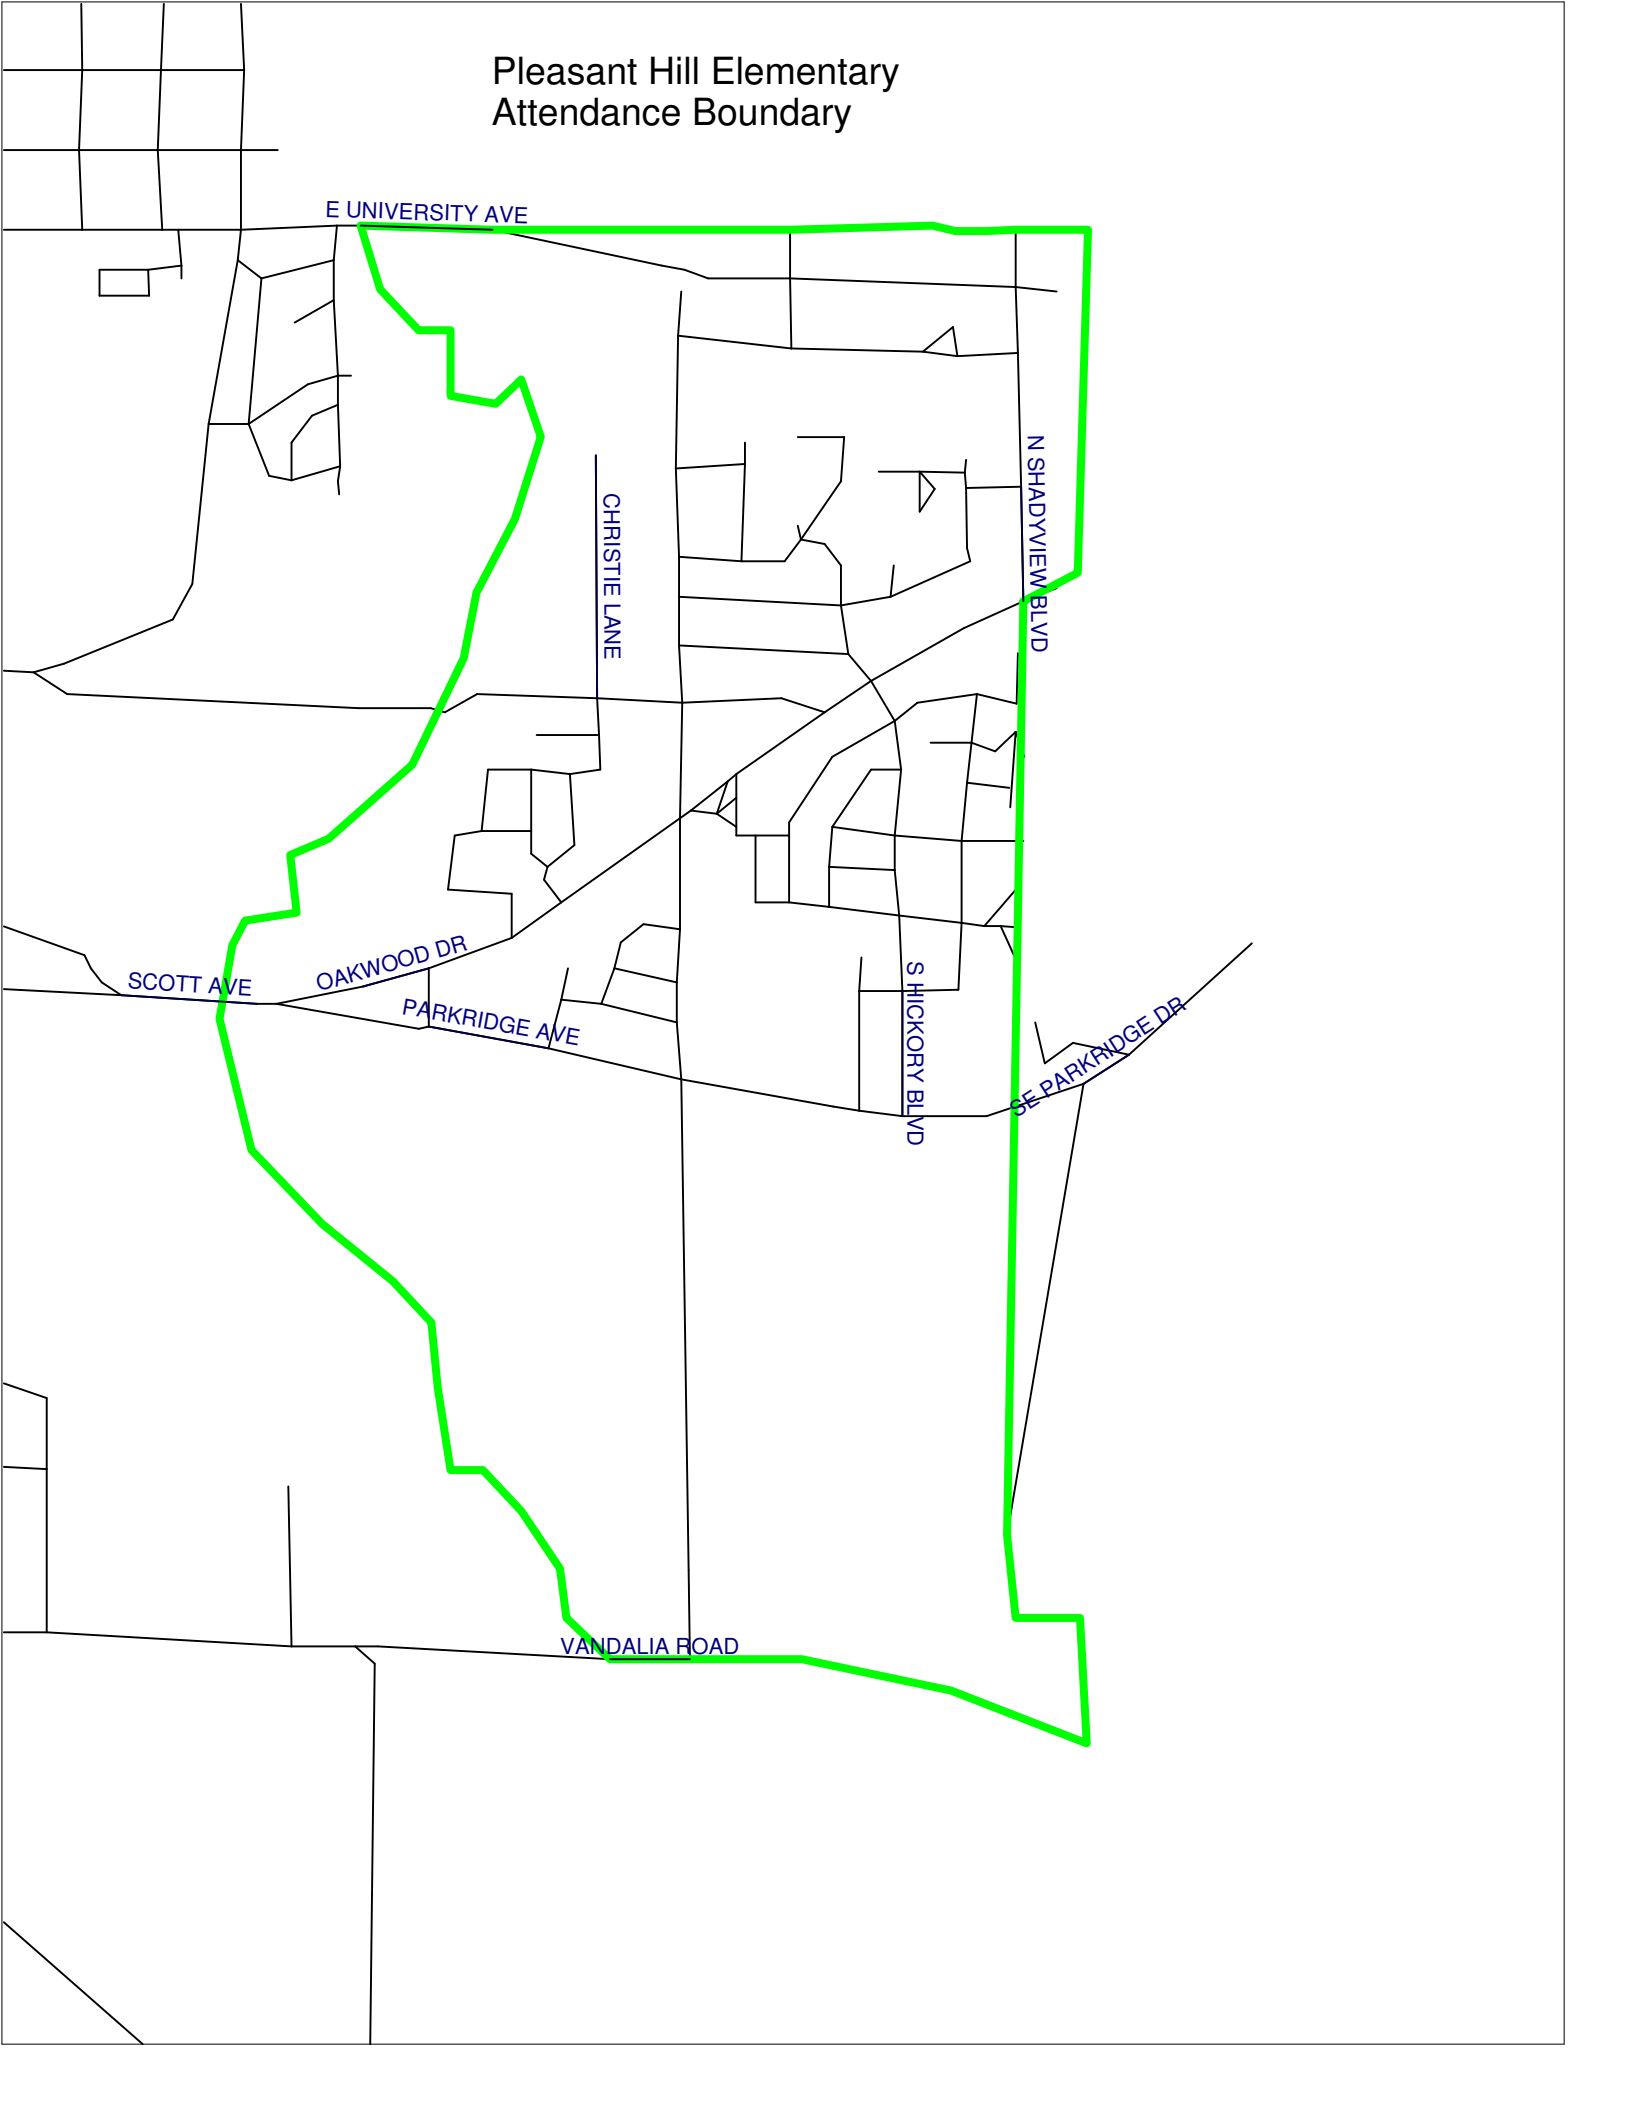 Pleasant Hill Elementary
Attendance Boundary
E UNIVERSITY AVE
N SHADYVIEW BLVD
CHRISTIE LANE
OAKWOOD DR
SCOTT AVE
PARKRIDGE AVE
S HICKORY BLVD
SE PARKRIDGE DR
VANDALIA ROAD